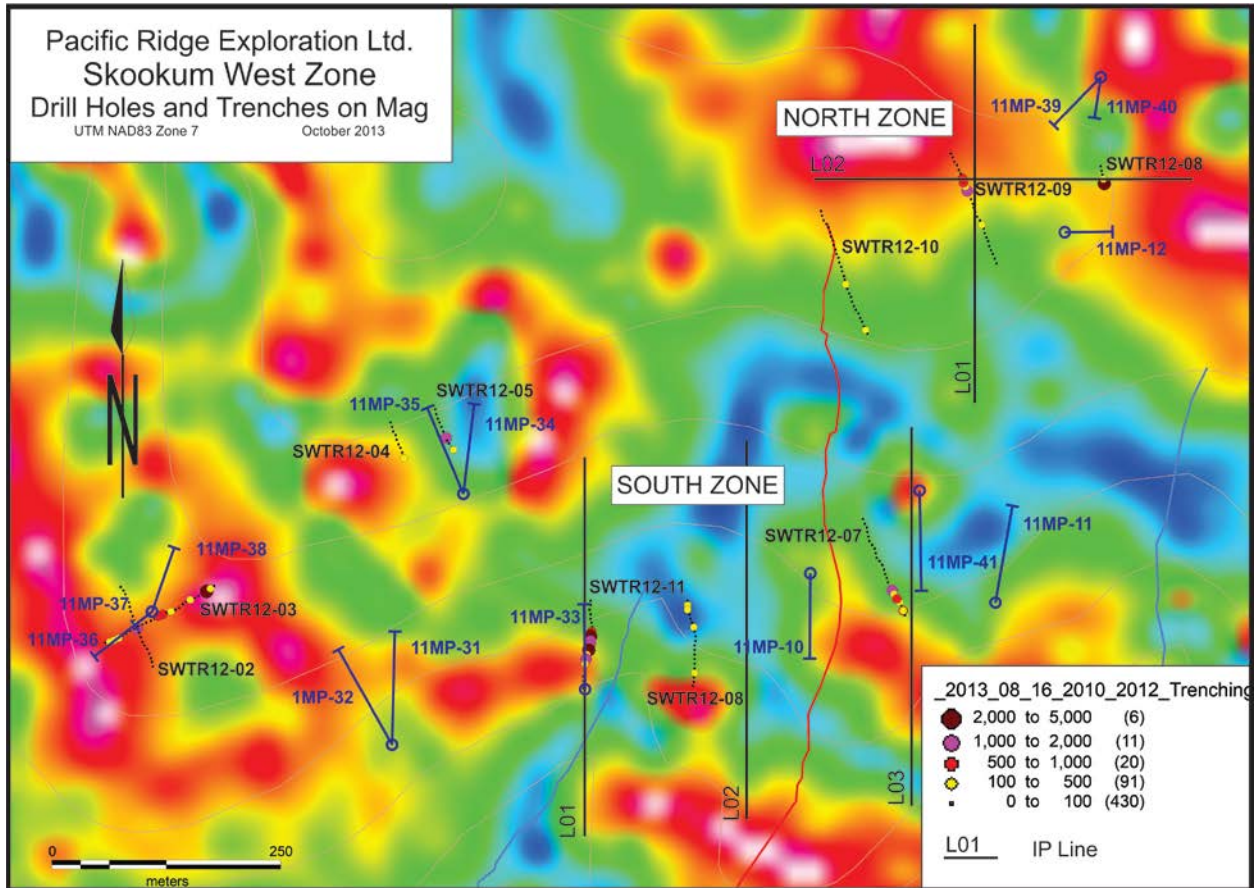 Pacific Ridge Exploration Ltd.
Skookum West Zone
Drill Holes and Trenches on Mag
UTM NAD83 Zone 7 October 2013
NORTH ZONE
11MP-39
11MP-40
L02
SWTR12-08
SWTR12-09
11MP-12
SWTR12-10
L01
N
SWTR12-05
11MP-35
11MP-34
SWTR12-04
SOUTH ZONE
11MP-11
SWTR12-07
11MP-41
11MP-38
SWTR12-11
11MP-37
SWTR12-03
11MP-33
11MP-36
11MP-10
11MP-31
SWTR12-02
1MP-32
SWTR12-08
L01
L02
L03
_2013_08_16_2010_2012_Trenching
2,000 to 5,000 (6)
1,000 to 2,000 (11)
500 to 1,000 (20)
100 to 500 (91)
0 to 100 (430)
L01 IP Line
0 250
meters